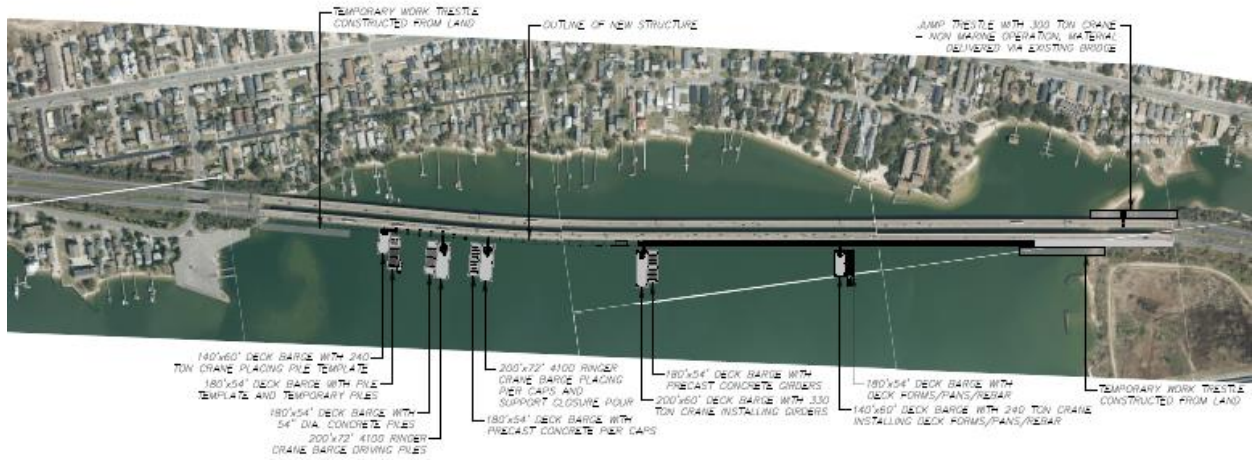 TEMPORARY WORK TRESTLE
CONSTRUCTED FROM LAND
OUTLINE OF NEW STRUCTURE
JUMP TRESTLE WITH 300 TON CRANE
- NON MARINE OPERATION, MATERIAL
DELIVERED VIA EXISTING BRIDGE
140'x60' DECK BARGE WITH 240
TON CRANE PLACING PILE TEMPLATE
180'x54' DECK BARGE WITH PILE
TEMPLATE AND TEMPORARY PILES
180'x54' DECK BARGE WITH
54" DIA. CONCRETE PILES
200'x72' 4100 RINGER
CRANE BARGE DRIVING PILES
200'x72' 4100 RINGER
CRANE BARGE PLACING
PIER CAPS AND
SUPPORT CLOSURE POUR
180'x54' DECK BARGE WITH
PRECAST CONCRETE PIER CAPS
180'x54' DECK BARGE WITH
PRECAST CONCRETE GIRDERS
200'x60' DECK BARGE WITH 330
TON CRANE INSTALLING GIRDERS
180'x54' DECK BARGE WITH
DECK FORMS/PANS/REBAR
140'x60' DECK BARGE WITH 240 TON CRANE
INSTALLING DECK FORMS/PANS/REBAR
TEMPORARY WORK TRESTLE
CONSTRUCTED FROM LAND